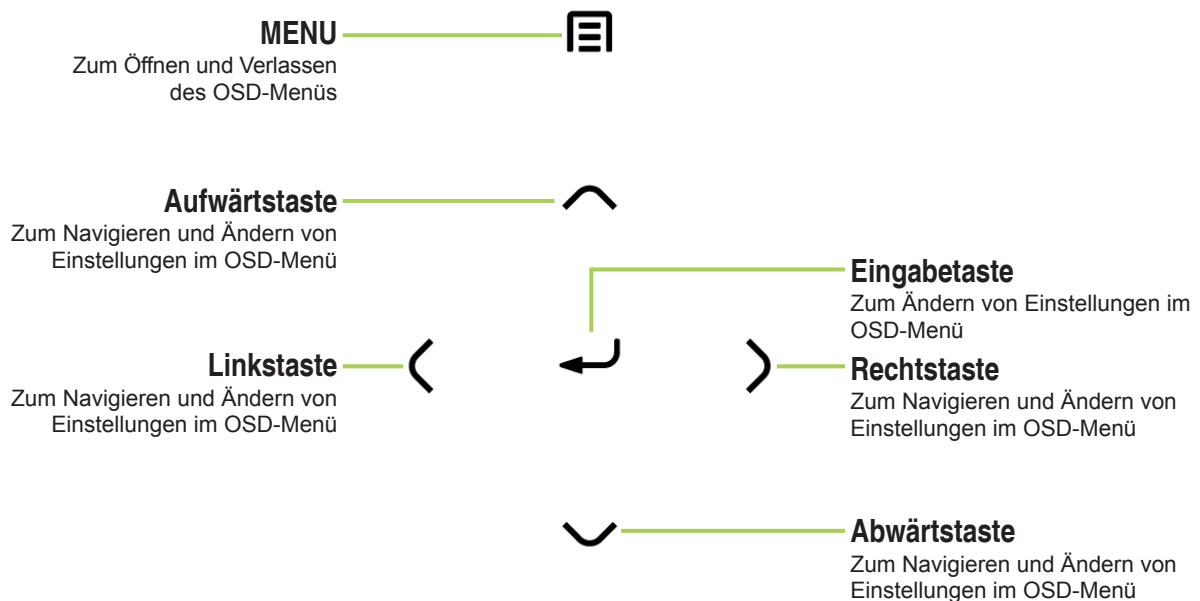 MENU
Zum Öffnen und Verlassen
des OSD-Menüs
Aufwärtstaste
Zum Navigieren und Ändern von
Einstellungen im OSD-Menü
Eingabetaste
Zum Ändern von Einstellungen im
OSD-Menü
Linkstaste
Zum Navigieren und Ändern von
Einstellungen im OSD-Menü
Rechtstaste
Zum Navigieren und Ändern von
Einstellungen im OSD-Menü
Abwärtstaste
Zum Navigieren und Ändern von
Einstellungen im OSD-Menü